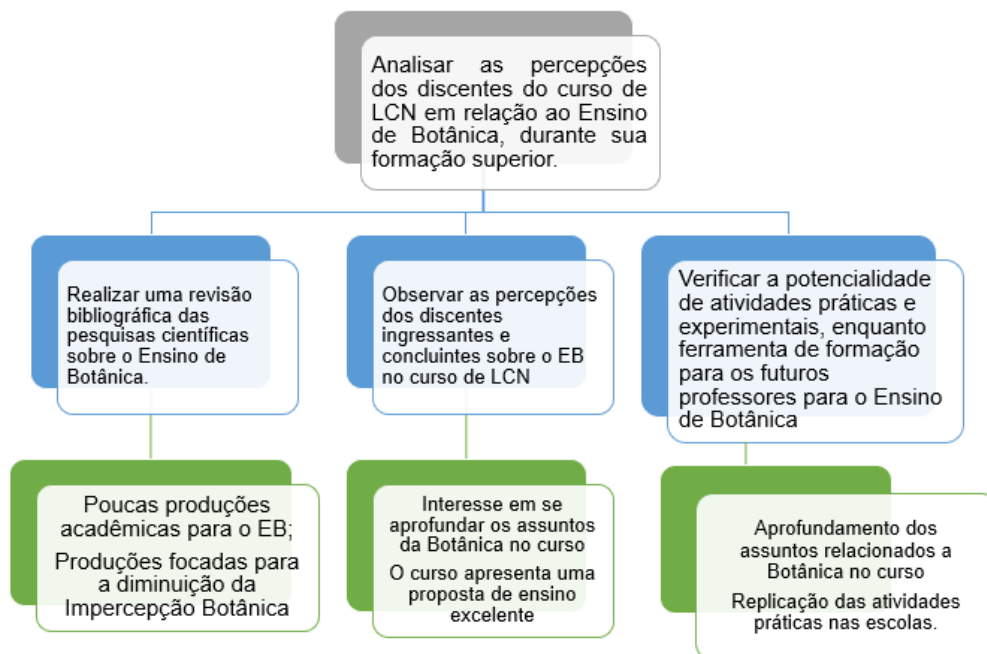 Analisar as percepções
dos discentes do curso de
LCN em relação ao Ensino
de Botânica, durante sua
formação superior.
Realizar uma revisão
bibliográfica das
pesquisas científicas
sobre o Ensino de
Botânica.
Observar as percepções
dos discentes
ingressantes e
concluintes sobre o EB
no curso de LCN
Verificar a potencialidade
de atividades práticas e
experimentais, enquanto
ferramenta de formação
para os futuros
professores para o Ensino
de Botânica
Poucas produções
acadêmicas para o EB;
Produções focadas para
a diminuição da
Impercepção Botânica
Interesse em se
aprofundar os assuntos
da Botânica no curso
O curso apresenta uma
proposta de ensino
excelente
Aprofundamento dos
assuntos relacionados a
Botânica no curso
Replicação das atividades
práticas nas escolas.